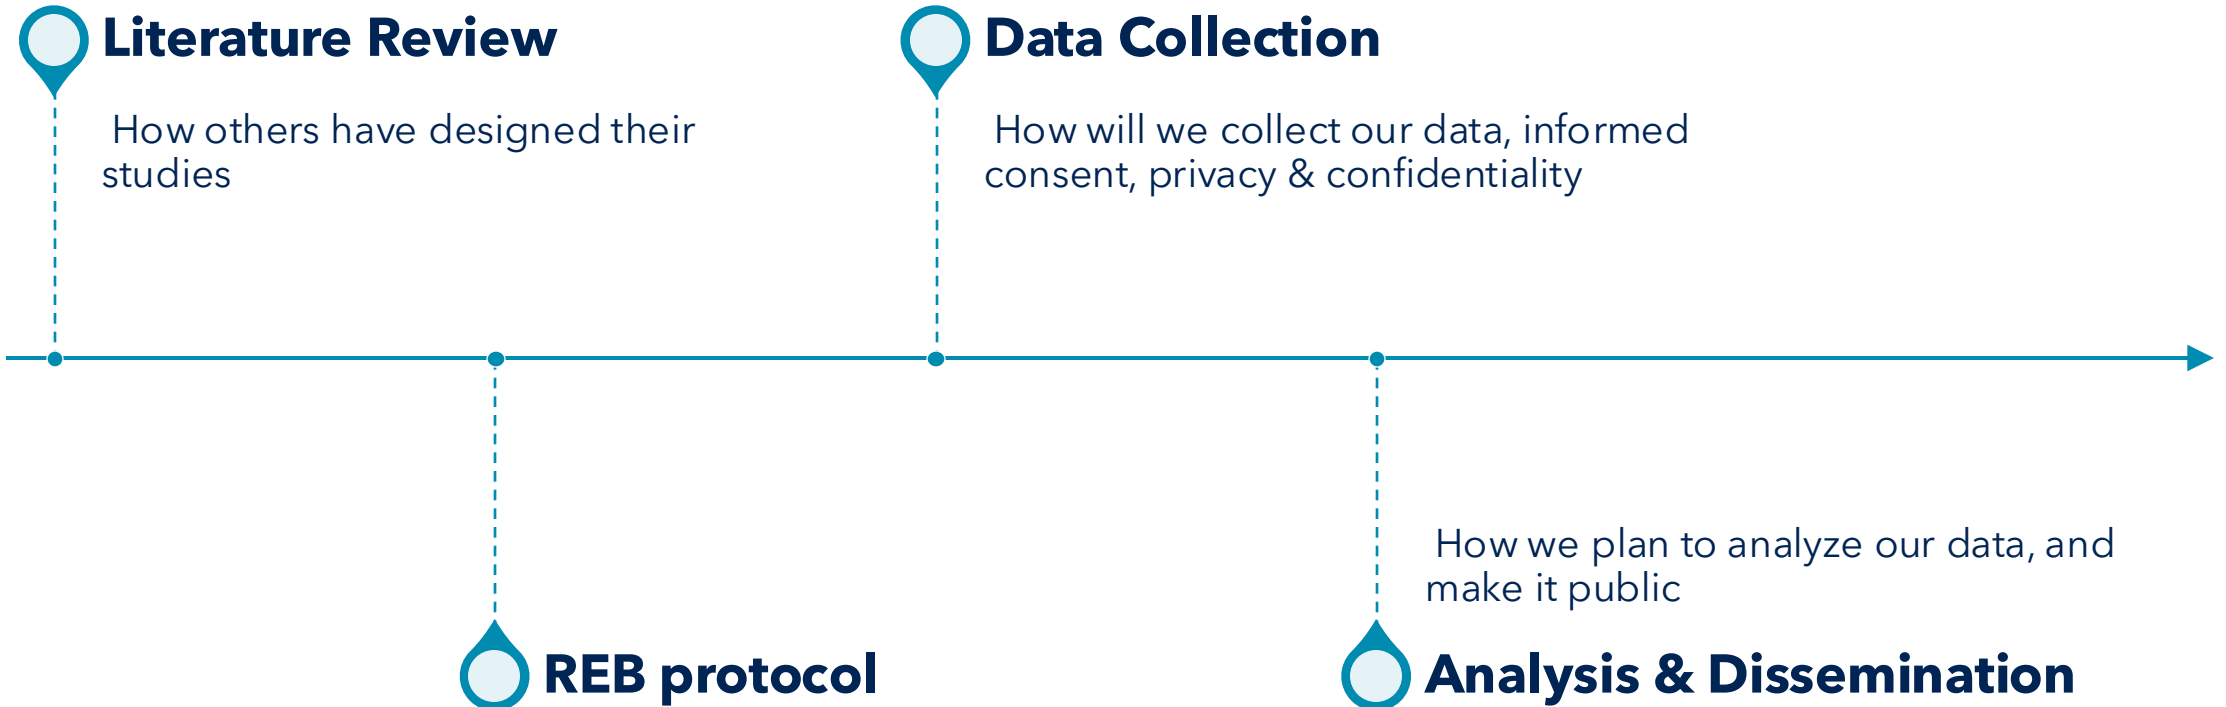 Literature Review
How others have designed their
studies
Data Collection
How will we collect our data, informed
consent, privacy & confidentiality
REB protocol
How we plan to analyze our data, and
make it public
Analysis & Dissemination